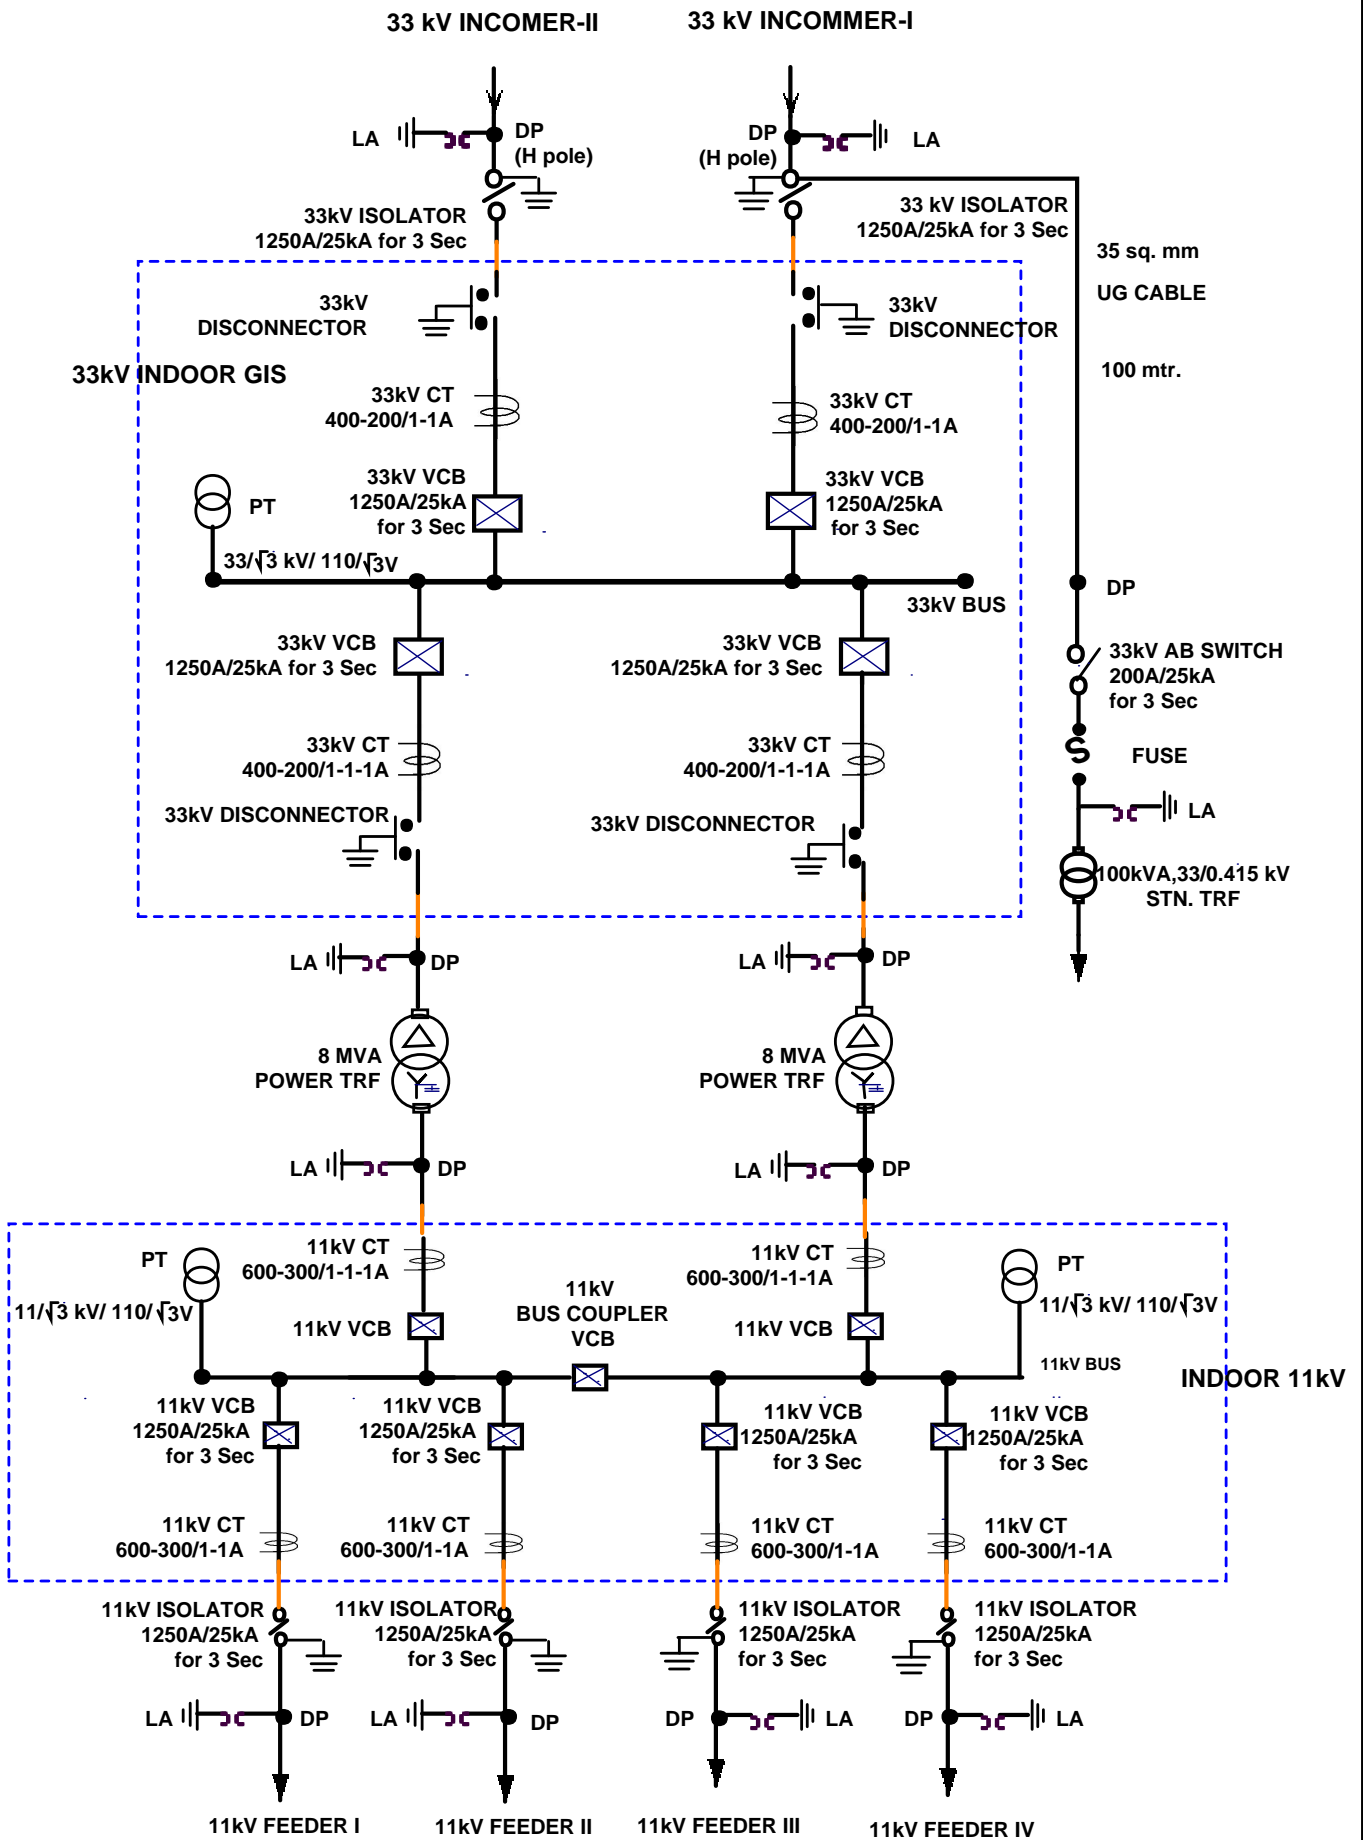 33 kV INCOMER-II
33 kV INCOMMER-I
LA
DP
(H pole)
DP
(H pole)
LA
33kV ISOLATOR
1250A/25kA for 3 Sec
33 kV ISOLATOR
1250A/25kA for 3 Sec
35 sq. mm
UG CABLE
100 mtr.
33kV
DISCONNECTOR
33kV
DISCONNECTOR
33kV INDOOR GIS
33kV CT
400-200/1-1A
33kV CT
400-200/1-1A
33kV VCB
1250A/25kA
for 3 Sec
33kV VCB
1250A/25kA
for 3 Sec
PT
33/√3 kV/ 110/√3V
33kV BUS
DP
33kV VCB
1250A/25kA for 3 Sec
33kV VCB
1250A/25kA for 3 Sec
33kV AB SWITCH
200A/25kA
for 3 Sec
33kV CT
400-200/1-1-1A
33kV CT
400-200/1-1-1A
FUSE
33kV DISCONNECTOR
33kV DISCONNECTOR
LA
100kVA,33/0.415 kV
STN. TRF
LA
DP
LA
DP
8 MVA
POWER TRF
8 MVA
POWER TRF
LA
DP
LA
DP
PT
11/√3 kV/ 110/√3V
11kV CT
600-300/1-1-1A
11kV CT
600-300/1-1-1A
PT
11/√3 kV/ 110/√3V
11kV VCB
11kV
BUS COUPLER
VCB
11kV VCB
11kV BUS
INDOOR 11kV
11kV VCB
1250A/25kA
for 3 Sec
11kV VCB
1250A/25kA
for 3 Sec
11kV VCB
1250A/25kA
for 3 Sec
11kV VCB
1250A/25kA
for 3 Sec
11kV CT
600-300/1-1A
11kV CT
600-300/1-1A
11kV CT
600-300/1-1A
11kV CT
600-300/1-1A
11kV ISOLATOR
1250A/25kA
for 3 Sec
11kV ISOLATOR
1250A/25kA
for 3 Sec
11kV ISOLATOR
1250A/25kA
for 3 Sec
11kV ISOLATOR
1250A/25kA
for 3 Sec
LA
DP
LA
DP
DP
LA
DP
LA
11kV FEEDER I
11kV FEEDER II
11kV FEEDER III
11kV FEEDER IV